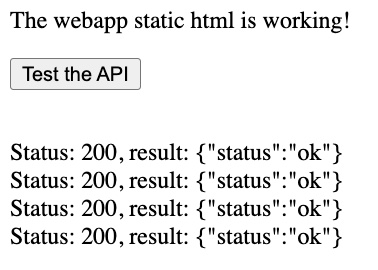 The webapp static html is working!
Test the API
Status: 200, result: {"status":"ok"}
Status: 200, result: {"status":"ok"}
Status: 200, result: {"status":"ok"}
Status: 200, result: {"status":"ok"}